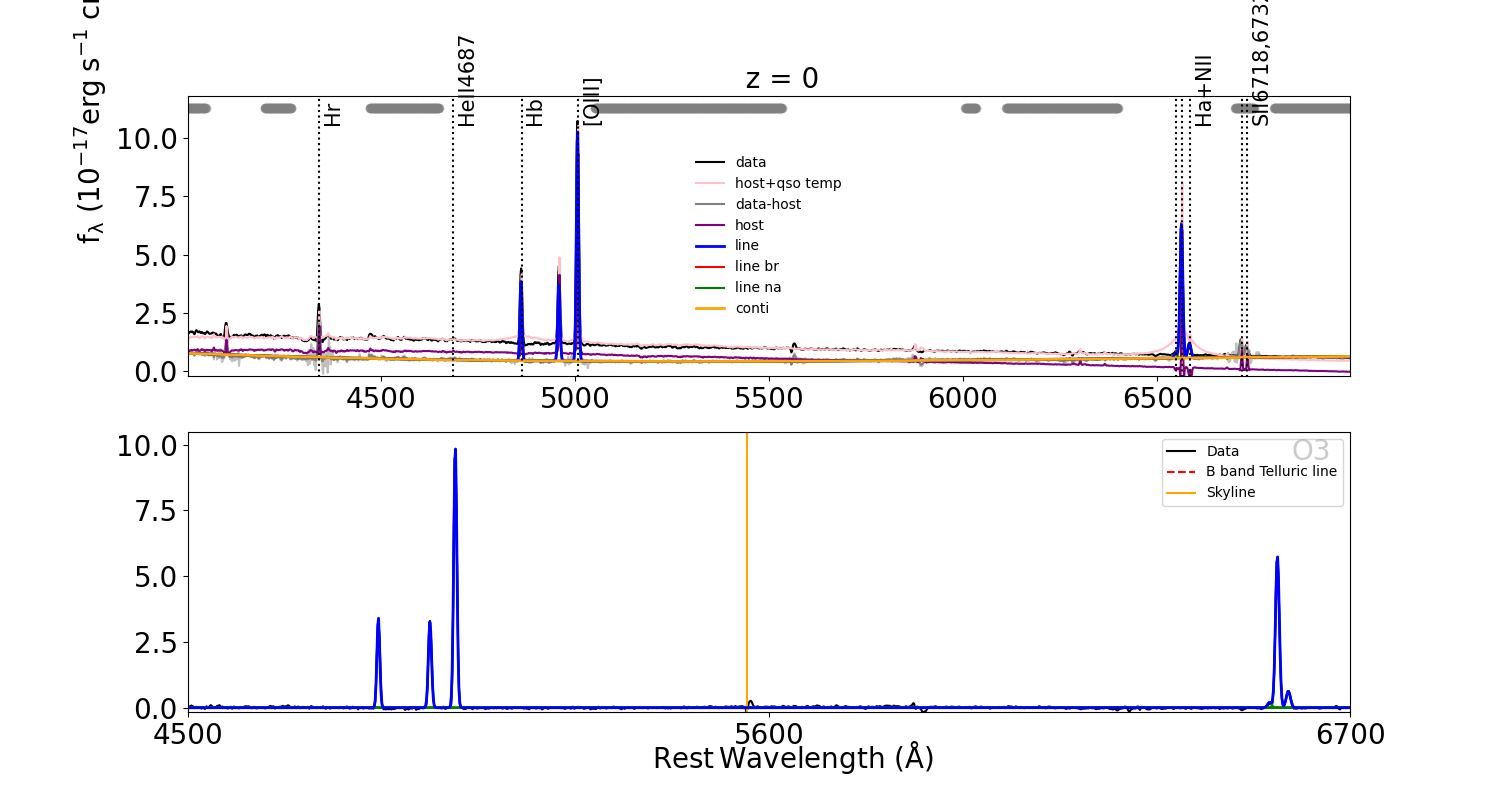 z = 0
f_λ (10^−17 erg s^−1
Hr
HeII4687
Hb
[OIII]
Ha+NII
SII6718,6732
10.0
7.5
5.0
2.5
0.0
data
host+qso temp
data-host
host
line
line br
line na
conti
4500
5000
5500
6000
6500
10.0
7.5
5.0
2.5
0.0
O3
Data
B band Telluric line
Skyline
4500
5600
6700
Rest Wavelength (Å)